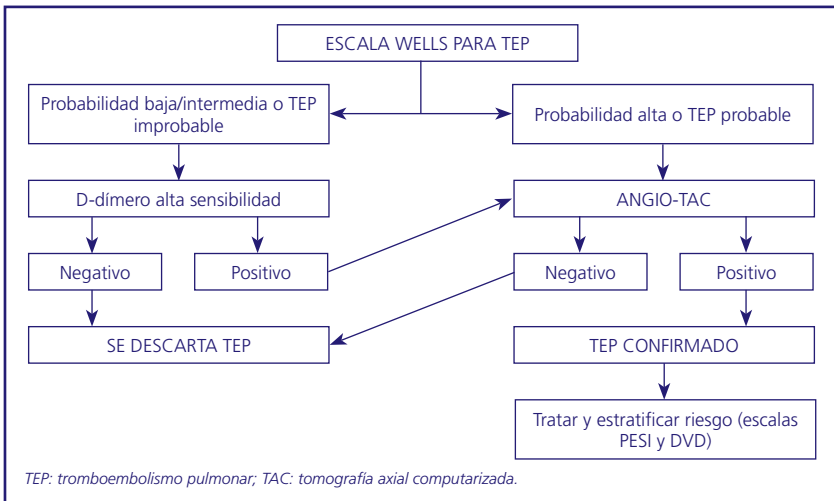 ESCALA WELLS PARA TEP
Probabilidad baja/intermedia o TEP
improbable
Probabilidad alta o TEP probable
D-dímero alta sensibilidad
ANGIO-TAC
Negativo
Positivo
Negativo
Positivo
SE DESCARTA TEP
TEP CONFIRMADO
Tratar y estratificar riesgo (escalas
PESI y DVD)
TEP: tromboembolismo pulmonar; TAC: tomografía axial computarizada.